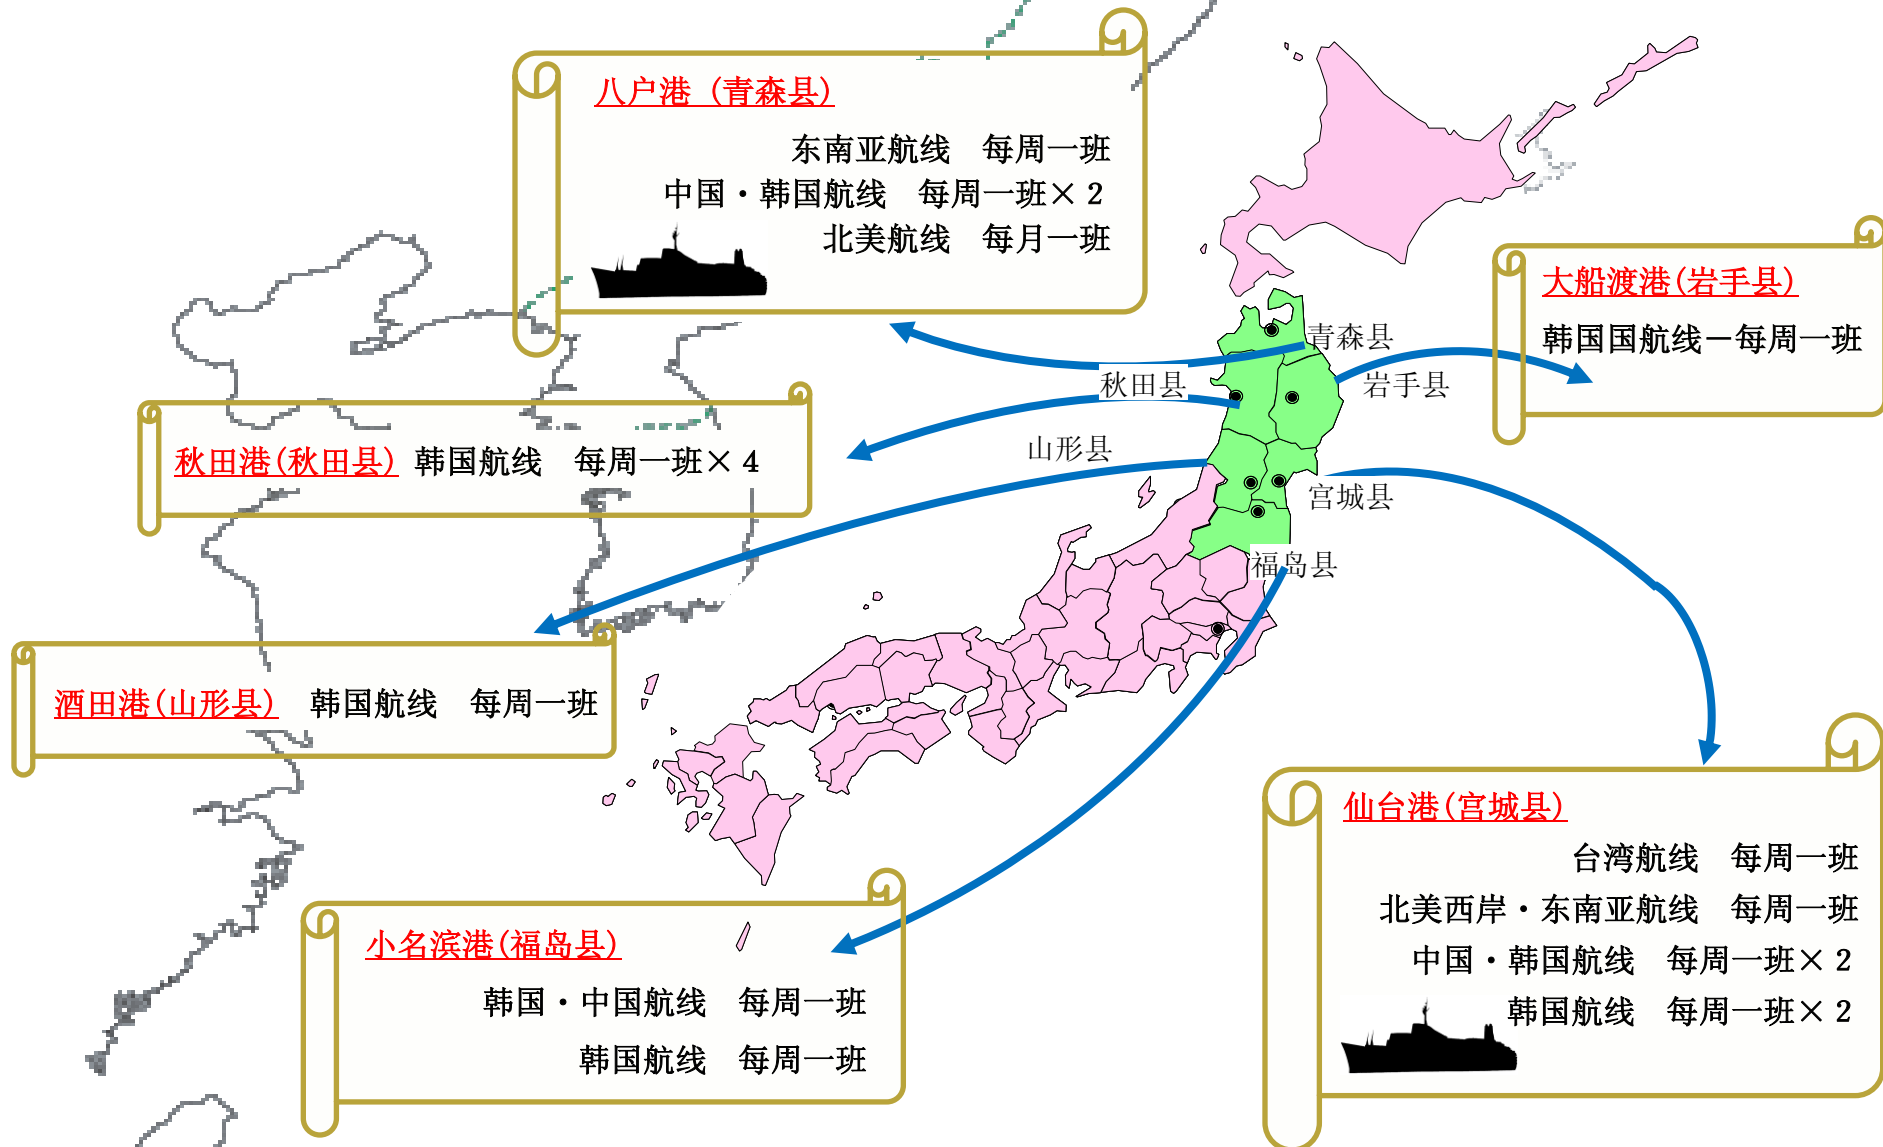 八户港 (青森县)
东南亚航线　每周一班
中国・韩国航线　每周一班×２
北美航线　每月一班
大船渡港(岩手县)
韩国国航线－每周一班
青森县
秋田县
岩手县
山形县
宫城县
福岛县
秋田港(秋田县) 韩国航线　每周一班×４
酒田港(山形县)　韩国航线　每周一班
仙台港(宫城县)
台湾航线　每周一班
北美西岸・东南亚航线　每周一班
中国・韩国航线　每周一班×２
韩国航线　每周一班×２
小名滨港(福岛县)
韩国・中国航线　每周一班
韩国航线　每周一班